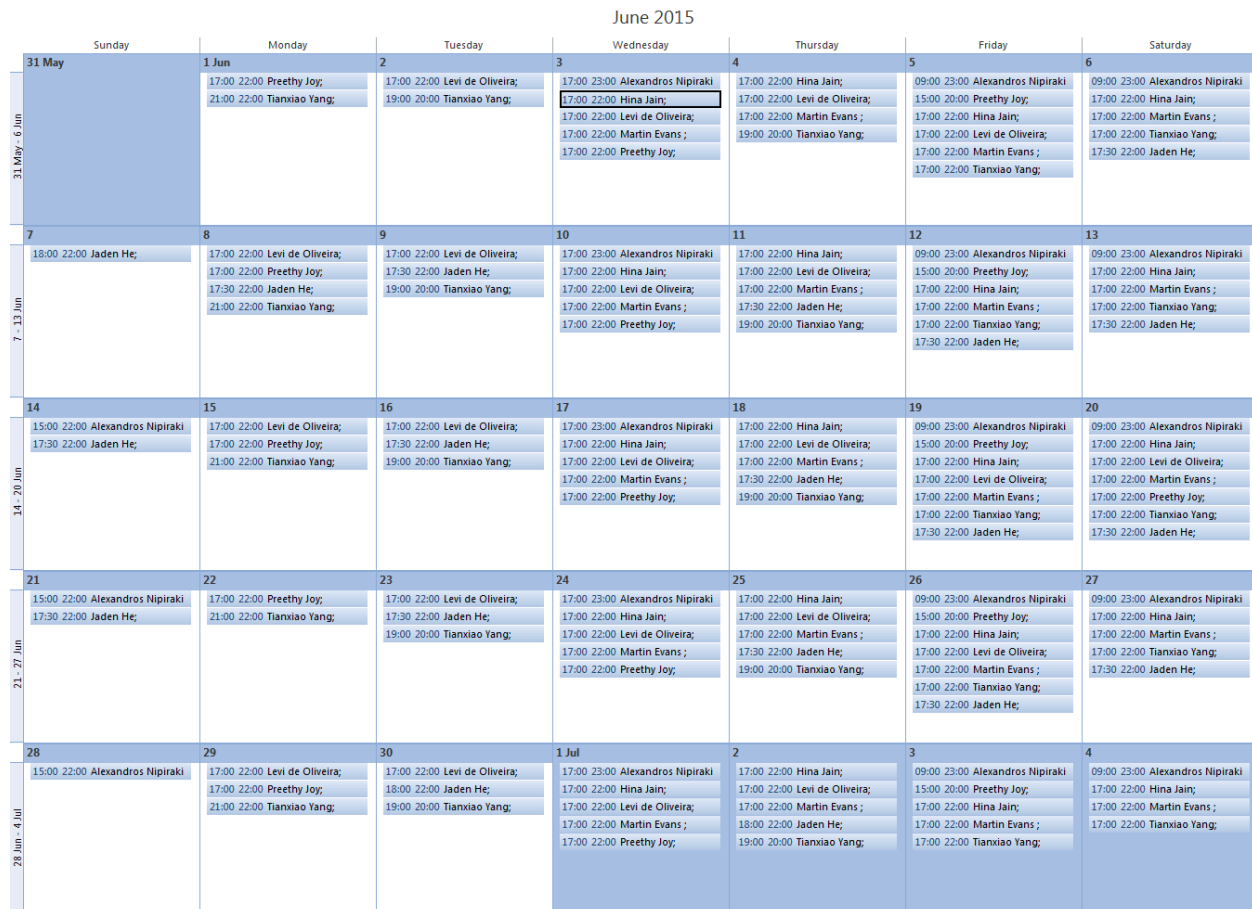 June 2015
Sunday Monday Tuesday Wednesday Thursday Friday Saturday
31 May - 6 Jun
31 May
1 Jun
17:00 22:00 Preethy Joy;
21:00 22:00 Tianxiao Yang;
2
17:00 22:00 Levi de Oliveira;
19:00 20:00 Tianxiao Yang;
3
17:00 23:00 Alexandros Nipiraki
17:00 22:00 Hina Jain;
17:00 22:00 Levi de Oliveira;
17:00 22:00 Martin Evans ;
17:00 22:00 Preethy Joy;
4
17:00 22:00 Hina Jain;
17:00 22:00 Levi de Oliveira;
17:00 22:00 Martin Evans ;
19:00 20:00 Tianxiao Yang;
5
09:00 23:00 Alexandros Nipiraki
15:00 20:00 Preethy Joy;
17:00 22:00 Hina Jain;
17:00 22:00 Levi de Oliveira;
17:00 22:00 Martin Evans ;
17:00 22:00 Tianxiao Yang;
6
09:00 23:00 Alexandros Nipiraki
17:00 22:00 Hina Jain;
17:00 22:00 Martin Evans ;
17:00 22:00 Tianxiao Yang;
17:30 22:00 Jaden He;
7 - 13 Jun
7
18:00 22:00 Jaden He;
8
17:00 22:00 Levi de Oliveira;
17:00 22:00 Preethy Joy;
17:30 22:00 Jaden He;
21:00 22:00 Tianxiao Yang;
9
17:00 22:00 Levi de Oliveira;
17:30 22:00 Jaden He;
19:00 20:00 Tianxiao Yang;
10
17:00 23:00 Alexandros Nipiraki
17:00 22:00 Hina Jain;
17:00 22:00 Levi de Oliveira;
17:00 22:00 Martin Evans ;
17:00 22:00 Preethy Joy;
11
17:00 22:00 Hina Jain;
17:00 22:00 Levi de Oliveira;
17:00 22:00 Martin Evans ;
17:30 22:00 Jaden He;
19:00 20:00 Tianxiao Yang;
12
09:00 23:00 Alexandros Nipiraki
15:00 20:00 Preethy Joy;
17:00 22:00 Hina Jain;
17:00 22:00 Martin Evans ;
17:00 22:00 Tianxiao Yang;
17:30 22:00 Jaden He;
13
09:00 23:00 Alexandros Nipiraki
17:00 22:00 Hina Jain;
17:00 22:00 Martin Evans ;
17:00 22:00 Tianxiao Yang;
17:30 22:00 Jaden He;
14 - 20 Jun
14
15:00 22:00 Alexandros Nipiraki
17:30 22:00 Jaden He;
15
17:00 22:00 Levi de Oliveira;
17:00 22:00 Preethy Joy;
21:00 22:00 Tianxiao Yang;
16
17:00 22:00 Levi de Oliveira;
17:30 22:00 Jaden He;
19:00 20:00 Tianxiao Yang;
17
17:00 23:00 Alexandros Nipiraki
17:00 22:00 Hina Jain;
17:00 22:00 Levi de Oliveira;
17:00 22:00 Martin Evans ;
17:00 22:00 Preethy Joy;
18
17:00 22:00 Hina Jain;
17:00 22:00 Levi de Oliveira;
17:00 22:00 Martin Evans ;
17:30 22:00 Jaden He;
19:00 20:00 Tianxiao Yang;
19
09:00 23:00 Alexandros Nipiraki
15:00 20:00 Preethy Joy;
17:00 22:00 Hina Jain;
17:00 22:00 Levi de Oliveira;
17:00 22:00 Martin Evans ;
17:00 22:00 Tianxiao Yang;
17:30 22:00 Jaden He;
20
09:00 23:00 Alexandros Nipiraki
17:00 22:00 Hina Jain;
17:00 22:00 Levi de Oliveira;
17:00 22:00 Martin Evans ;
17:00 22:00 Preethy Joy;
17:00 22:00 Tianxiao Yang;
17:30 22:00 Jaden He;
21 - 27 Jun
21
15:00 22:00 Alexandros Nipiraki
17:30 22:00 Jaden He;
22
17:00 22:00 Preethy Joy;
21:00 22:00 Tianxiao Yang;
23
17:00 22:00 Levi de Oliveira;
17:30 22:00 Jaden He;
19:00 20:00 Tianxiao Yang;
24
17:00 23:00 Alexandros Nipiraki
17:00 22:00 Hina Jain;
17:00 22:00 Levi de Oliveira;
17:00 22:00 Martin Evans ;
17:00 22:00 Preethy Joy;
25
17:00 22:00 Hina Jain;
17:00 22:00 Levi de Oliveira;
17:00 22:00 Martin Evans ;
17:30 22:00 Jaden He;
19:00 20:00 Tianxiao Yang;
26
09:00 23:00 Alexandros Nipiraki
15:00 20:00 Preethy Joy;
17:00 22:00 Hina Jain;
17:00 22:00 Levi de Oliveira;
17:00 22:00 Martin Evans ;
17:00 22:00 Tianxiao Yang;
17:30 22:00 Jaden He;
27
09:00 23:00 Alexandros Nipiraki
17:00 22:00 Hina Jain;
17:00 22:00 Martin Evans ;
17:00 22:00 Tianxiao Yang;
17:30 22:00 Jaden He;
28 Jun - 4 Jul
28
15:00 22:00 Alexandros Nipiraki
29
17:00 22:00 Levi de Oliveira;
17:00 22:00 Preethy Joy;
21:00 22:00 Tianxiao Yang;
30
17:00 22:00 Levi de Oliveira;
18:00 22:00 Jaden He;
19:00 20:00 Tianxiao Yang;
1 Jul
17:00 23:00 Alexandros Nipiraki
17:00 22:00 Hina Jain;
17:00 22:00 Levi de Oliveira;
17:00 22:00 Martin Evans ;
17:00 22:00 Preethy Joy;
2
17:00 22:00 Hina Jain;
17:00 22:00 Levi de Oliveira;
17:00 22:00 Martin Evans ;
18:00 22:00 Jaden He;
19:00 20:00 Tianxiao Yang;
3
09:00 23:00 Alexandros Nipiraki
15:00 20:00 Preethy Joy;
17:00 22:00 Hina Jain;
17:00 22:00 Martin Evans ;
17:00 22:00 Tianxiao Yang;
4
09:00 23:00 Alexandros Nipiraki
17:00 22:00 Hina Jain;
17:00 22:00 Martin Evans ;
17:00 22:00 Tianxiao Yang;